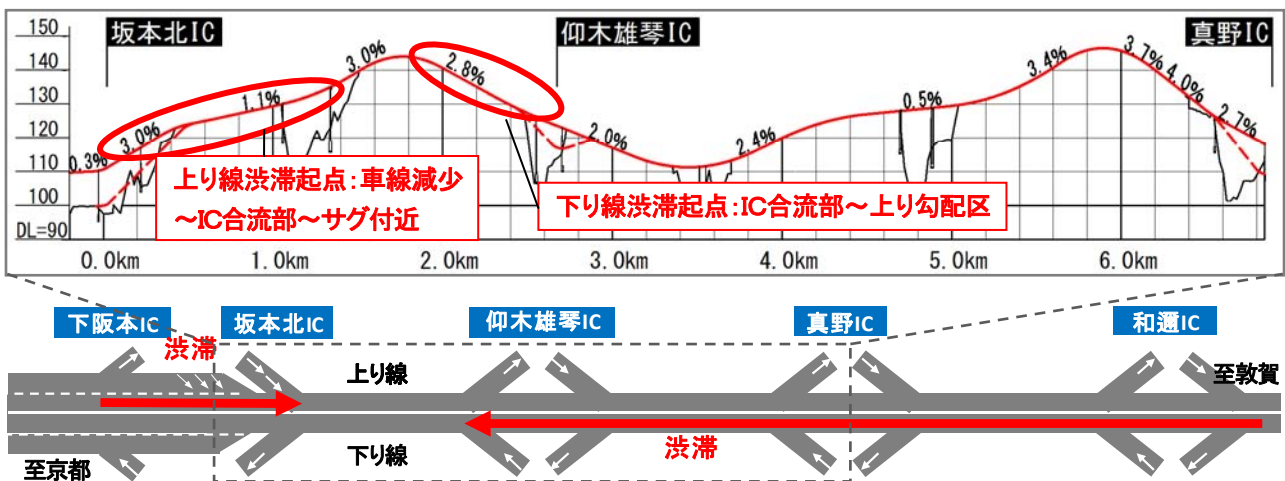 150
140
130
120
110
100
DL=90
坂本北IC
仰木雄琴IC
真野IC
0.3%
3.0%
1.1%
3.0%
2.8%
2.0%
2.4%
0.5%
3.4%
3.7%
4.0%
2.7%
上り線渋滞起点:車線減少
~IC合流部~サグ付近
下り線渋滞起点:IC合流部~上り勾配区
0.0km
1.0km
2.0km
3.0km
4.0km
5.0km
6.0km
下阪本IC
坂本北IC
仰木雄琴IC
真野IC
和邇IC
渋滞
上り線
至敦賀
渋滞
下り線
至京都